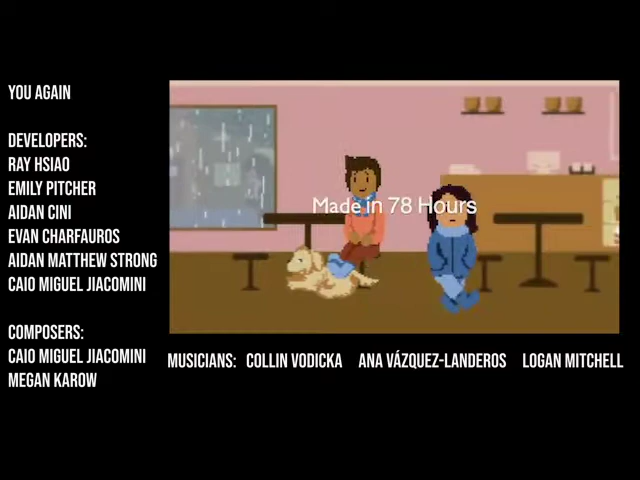 YOU AGAIN
DEVELOPERS:
RAY HSIAO
EMILY PITCHER
AIDAN CINI
EVAN CHARFAUROS
AIDAN MATTHEW STRONG
CAIO MIGUEL JIACOMINI
COMPOSERS:
CAIO MIGUEL JIACOMINI
MEGAN KAROW
Made in 78 Hours
MUSICIANS: COLLIN VODICKA ANA VÁZQUEZ-LANDEROS LOGAN MITCHELL